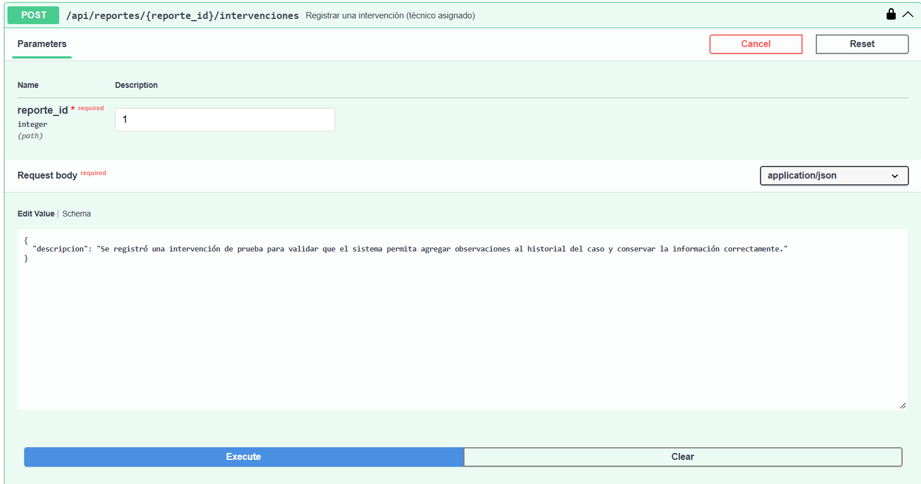 POST /api/reportes/{reporte_id}/intervenciones Registrar una intervención (técnico asignado)
Parameters Cancel Reset
Name Description
reporte_id * required
integer
(path)
1
Request body required application/json
Edit Value | Schema
{
"descripcion": "Se registró una intervención de prueba para validar que el sistema permita agregar observaciones al historial del caso y conservar la información correctamente."
}
Execute Clear